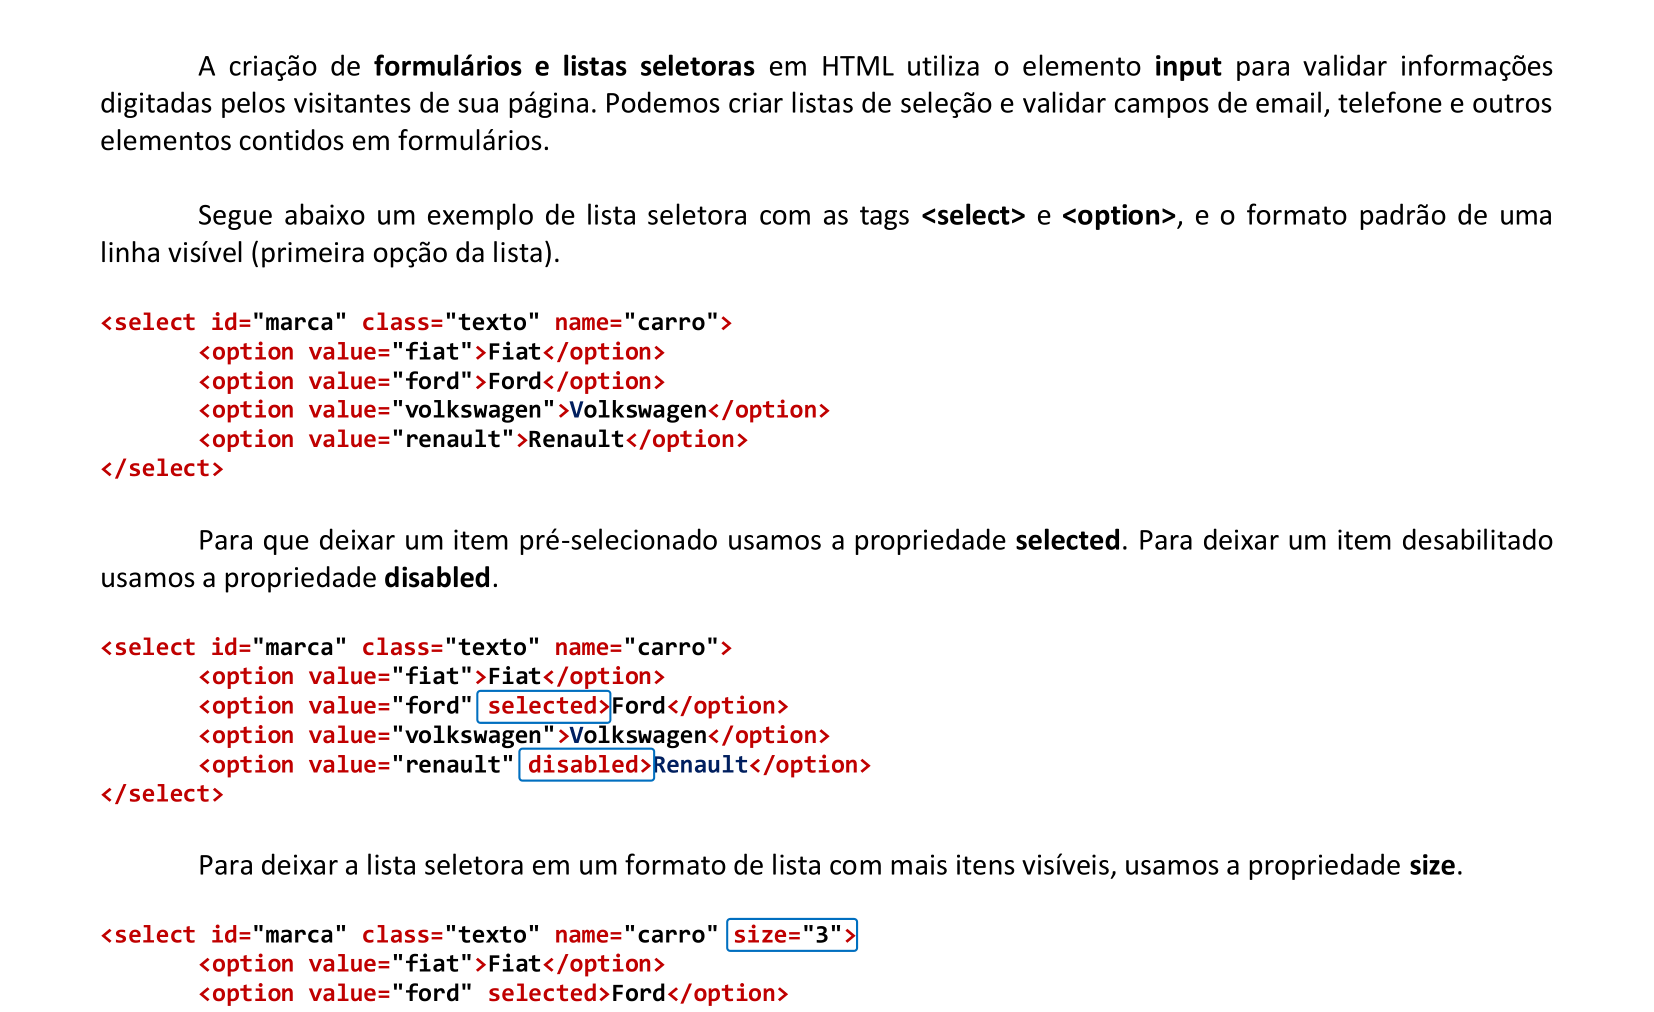 A criação de formulários e listas seletoras em HTML utiliza o elemento input para validar informações
digitadas pelos visitantes de sua página. Podemos criar listas de seleção e validar campos de email, telefone e outros
elementos contidos em formulários.
Segue abaixo um exemplo de lista seletora com as tags <select> e <option>, e o formato padrão de uma
linha visível (primeira opção da lista).
<select id="marca" class="texto" name="carro">
<option value="fiat">Fiat</option>
<option value="ford">Ford</option>
<option value="volkswagen">Volkswagen</option>
<option value="renault">Renault</option>
</select>
Para que deixar um item pré-selecionado usamos a propriedade selected. Para deixar um item desabilitado
usamos a propriedade disabled.
<select id="marca" class="texto" name="carro">
<option value="fiat">Fiat</option>
<option value="ford" selected>Ford</option>
<option value="volkswagen">Volkswagen</option>
<option value="renault" disabled>Renault</option>
</select>
Para deixar a lista seletora em um formato de lista com mais itens visíveis, usamos a propriedade size.
<select id="marca" class="texto" name="carro" size="3">
<option value="fiat">Fiat</option>
<option value="ford" selected>Ford</option>